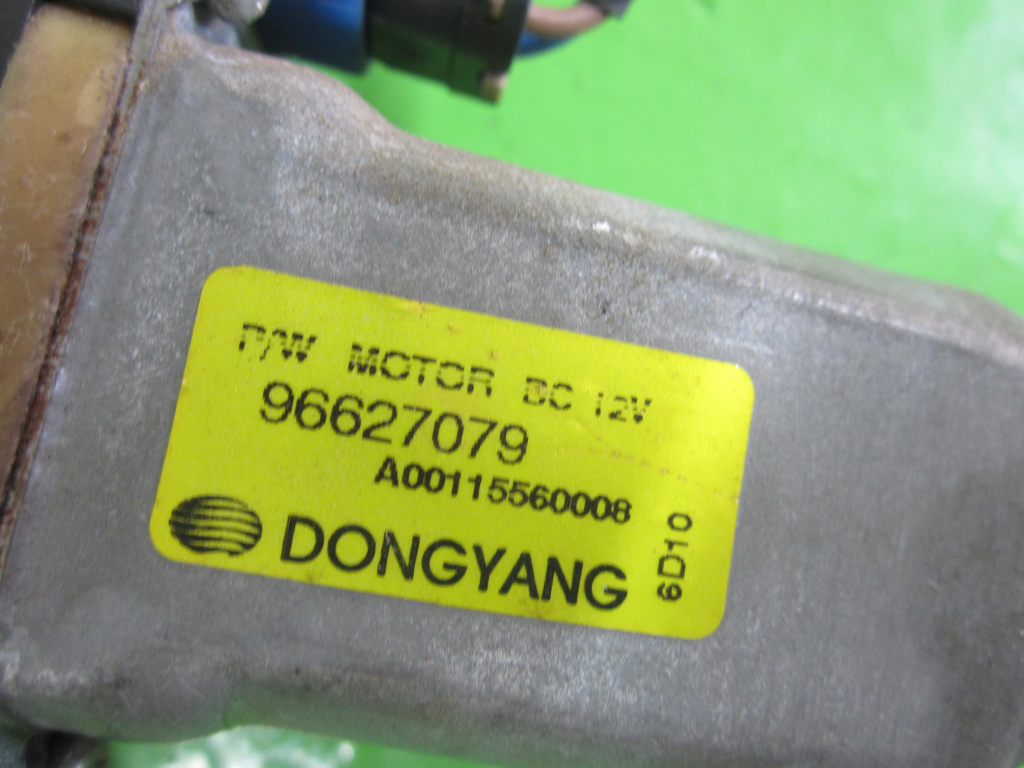 P/W MOTOR DC 12V
96627079
A00115560008
DONGYANG
6D10